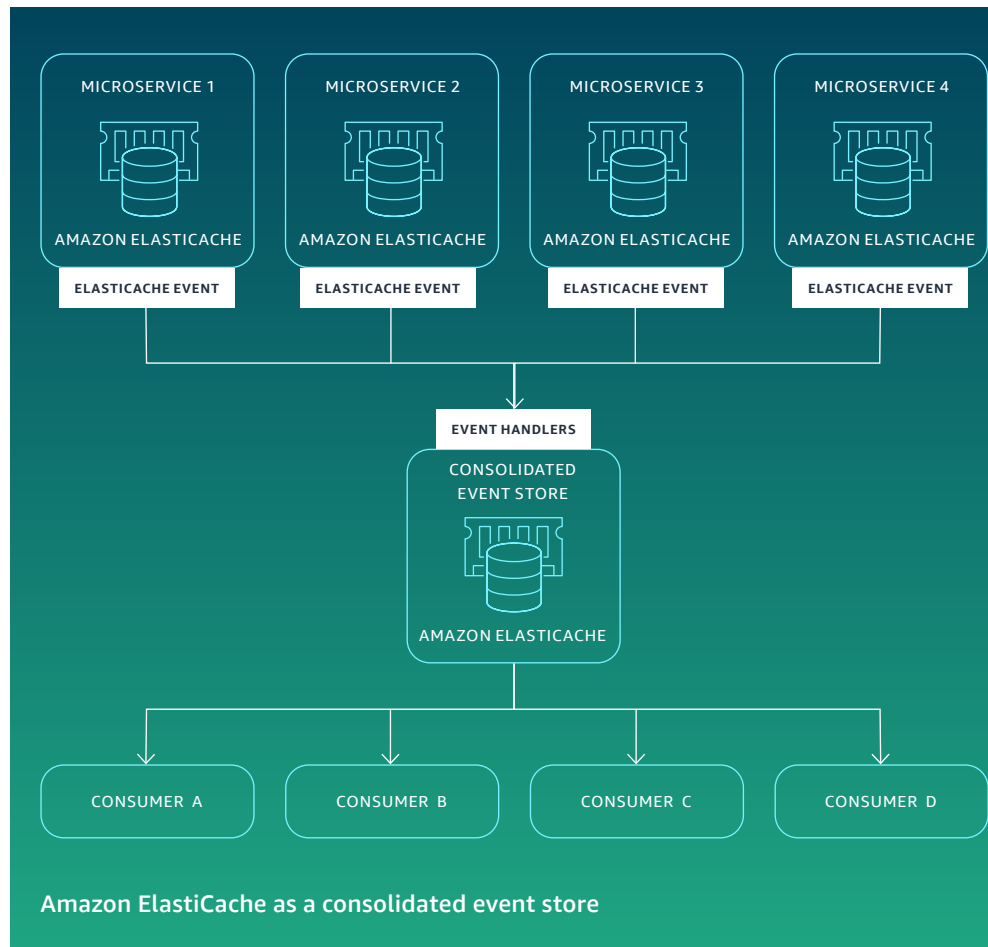 MICROSERVICE 1
MICROSERVICE 2
MICROSERVICE 3
MICROSERVICE 4
AMAZON ELASTICACHE
AMAZON ELASTICACHE
AMAZON ELASTICACHE
AMAZON ELASTICACHE
ELASTICACHE EVENT
ELASTICACHE EVENT
ELASTICACHE EVENT
ELASTICACHE EVENT
EVENT HANDLERS
CONSOLIDATED
EVENT STORE
AMAZON ELASTICACHE
CONSUMER A
CONSUMER B
CONSUMER C
CONSUMER D
Amazon ElastiCache as a consolidated event store